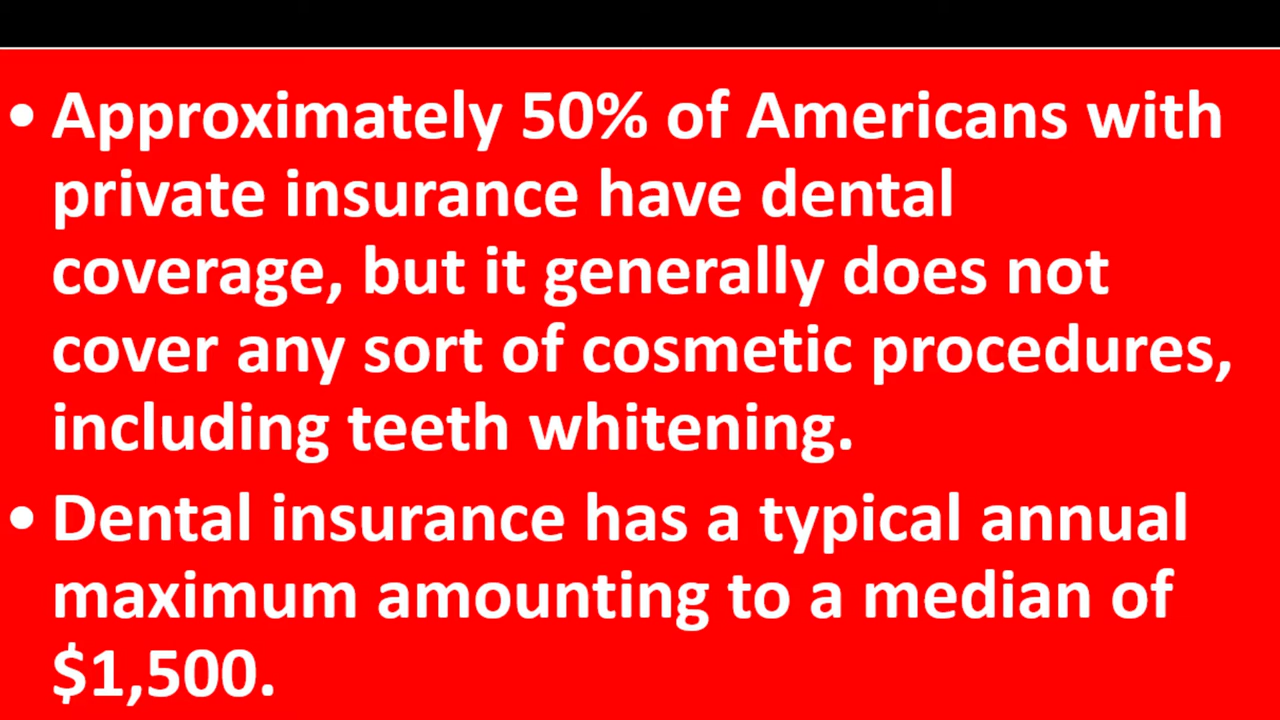 • Approximately 50% of Americans with
private insurance have dental
coverage, but it generally does not
cover any sort of cosmetic procedures,
including teeth whitening.
• Dental insurance has a typical annual
maximum amounting to a median of
$1,500.